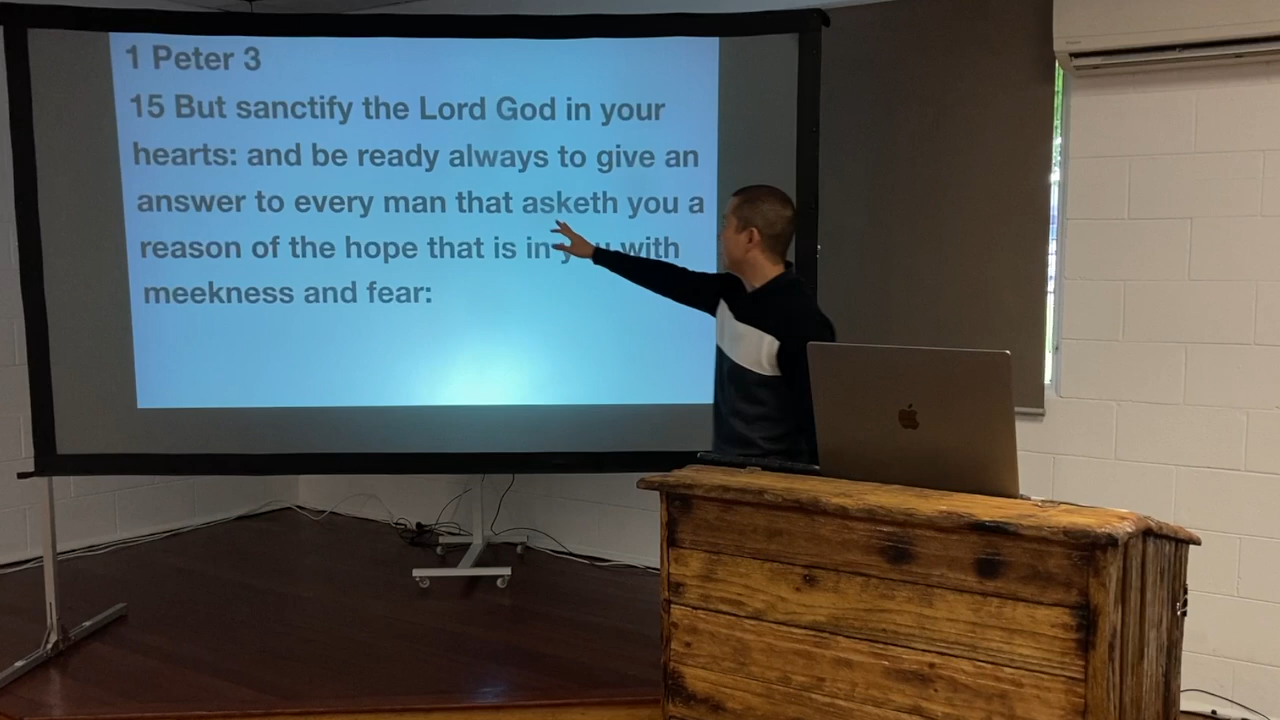 1 Peter 3
15 But sanctify the Lord God in your
hearts: and be ready always to give an
answer to every man that asketh you a
reason of the hope that is in you with
meekness and fear: